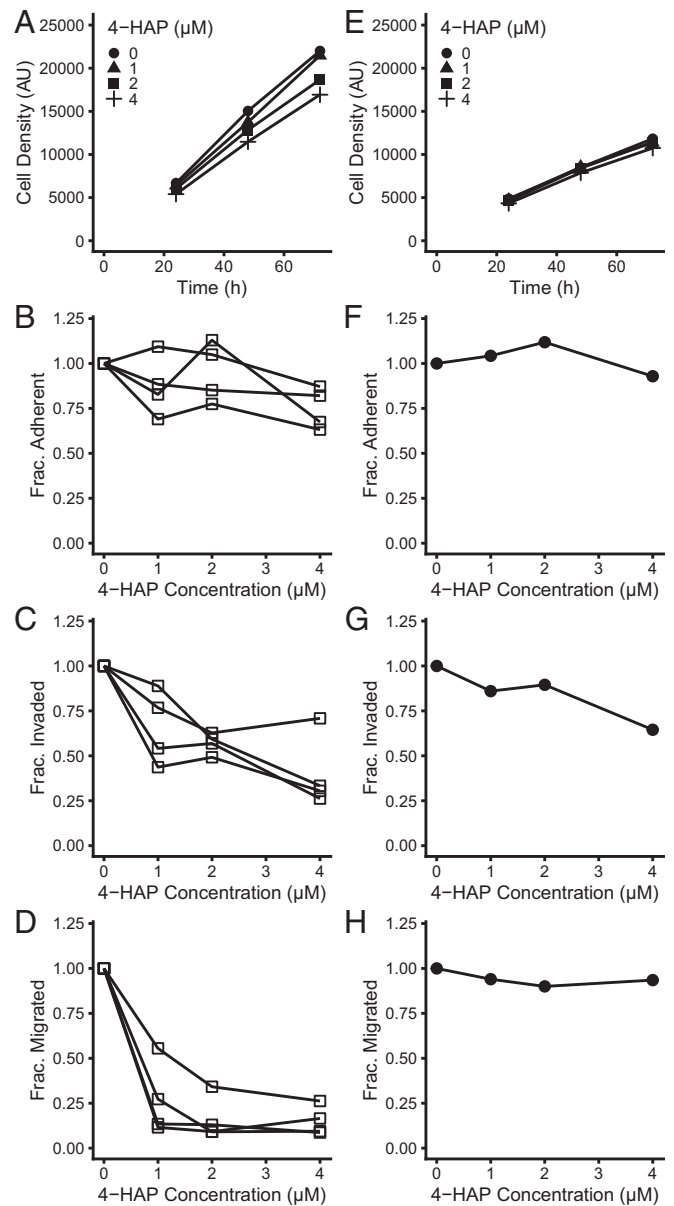 A
4−HAP (µM)
0
1
2
4
Cell Density (AU)
25000
20000
15000
10000
5000
0
0 20 40 60
Time (h)
E
4−HAP (µM)
0
1
2
4
Cell Density (AU)
25000
20000
15000
10000
5000
0
0 20 40 60
Time (h)
B
Frac. Adherent
1.25
1.00
0.75
0.50
0.25
0.00
0 1 2 3 4
4−HAP Concentration (µM)
F
Frac. Adherent
1.25
1.00
0.75
0.50
0.25
0.00
0 1 2 3 4
4−HAP Concentration (µM)
C
Frac. Invaded
1.25
1.00
0.75
0.50
0.25
0.00
0 1 2 3 4
4−HAP Concentration (µM)
G
Frac. Invaded
1.25
1.00
0.75
0.50
0.25
0.00
0 1 2 3 4
4−HAP Concentration (µM)
D
Frac. Migrated
1.25
1.00
0.75
0.50
0.25
0.00
0 1 2 3 4
4−HAP Concentration (µM)
H
Frac. Migrated
1.25
1.00
0.75
0.50
0.25
0.00
0 1 2 3 4
4−HAP Concentration (µM)